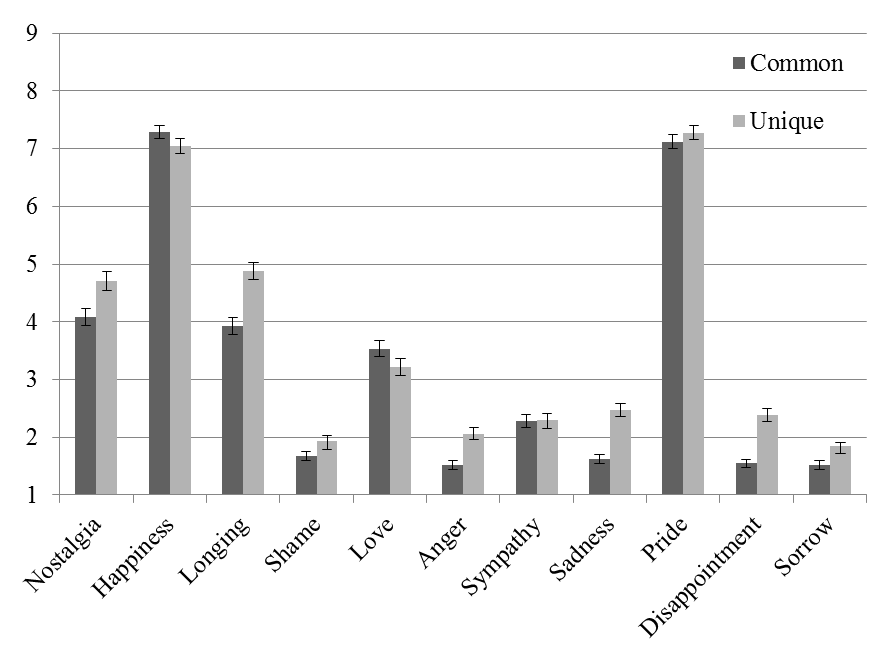 9
8
7
6
5
4
3
2
1
Common
Unique
Nostalgia
Happiness
Longing
Shame
Love
Anger
Sympathy
Sadness
Pride
Disappointment
Sorrow